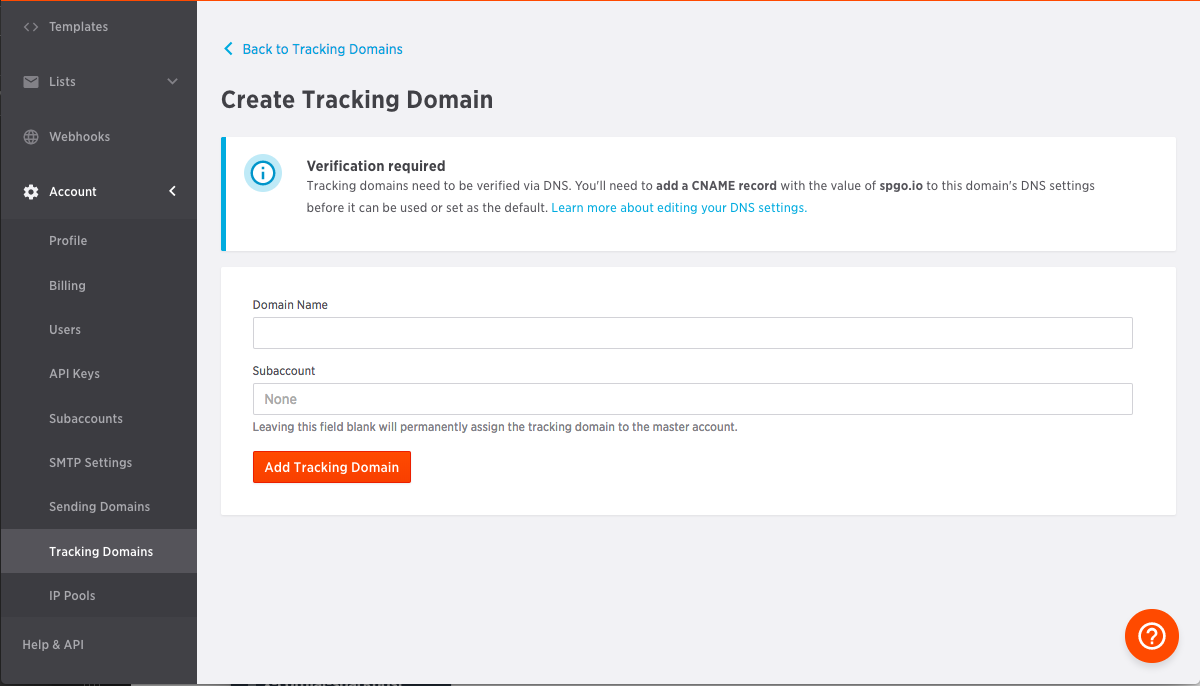 Templates
Lists
Webhooks
Account
Profile
Billing
Users
API Keys
Subaccounts
SMTP Settings
Sending Domains
Tracking Domains
IP Pools
Help & API
Back to Tracking Domains
Create Tracking Domain
Verification required
Tracking domains need to be verified via DNS. You'll need to add a CNAME record with the value of spgo.io to this domain's DNS settings
before it can be used or set as the default. Learn more about editing your DNS settings.
Domain Name
Subaccount
None
Leaving this field blank will permanently assign the tracking domain to the master account.
Add Tracking Domain